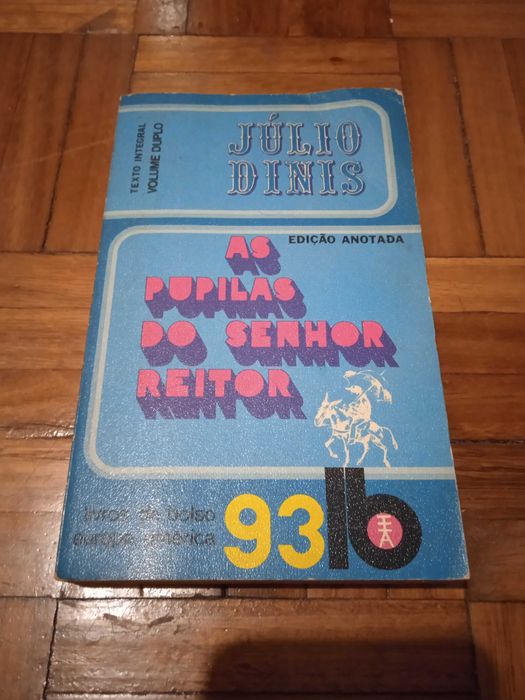 TEXTO INTEGRAL
VOLUME DUPLO
JÚLIO
DINIS
EDIÇÃO ANOTADA
AS
PUPILAS
DO SENHOR
REITOR
livros de bolso
europa américa
93
lb
EA